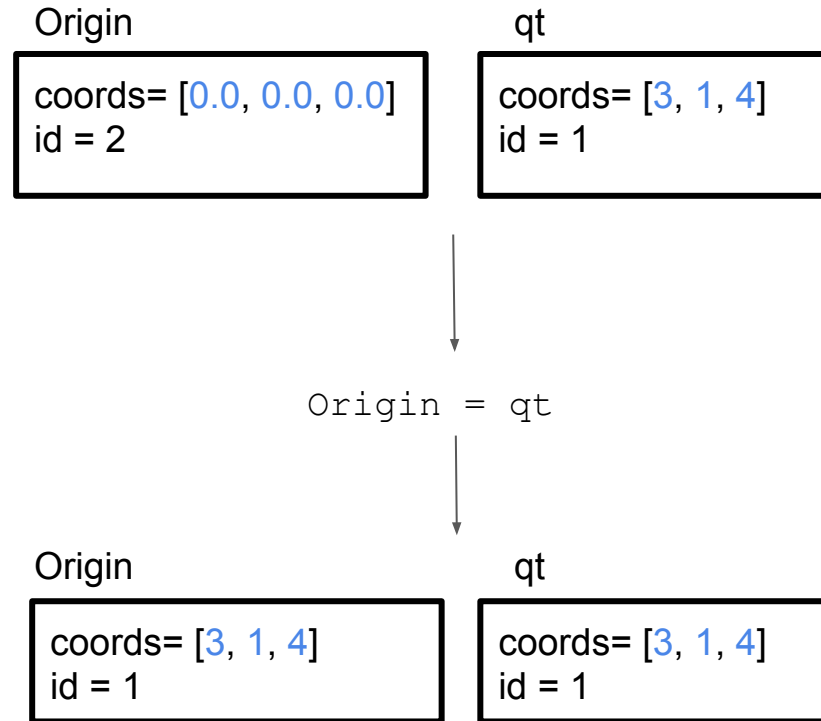 Origin
qt
coords= [0.0, 0.0, 0.0]
id = 2
coords= [3, 1, 4]
id = 1
Origin = qt
Origin
qt
coords= [3, 1, 4]
id = 1
coords= [3, 1, 4]
id = 1